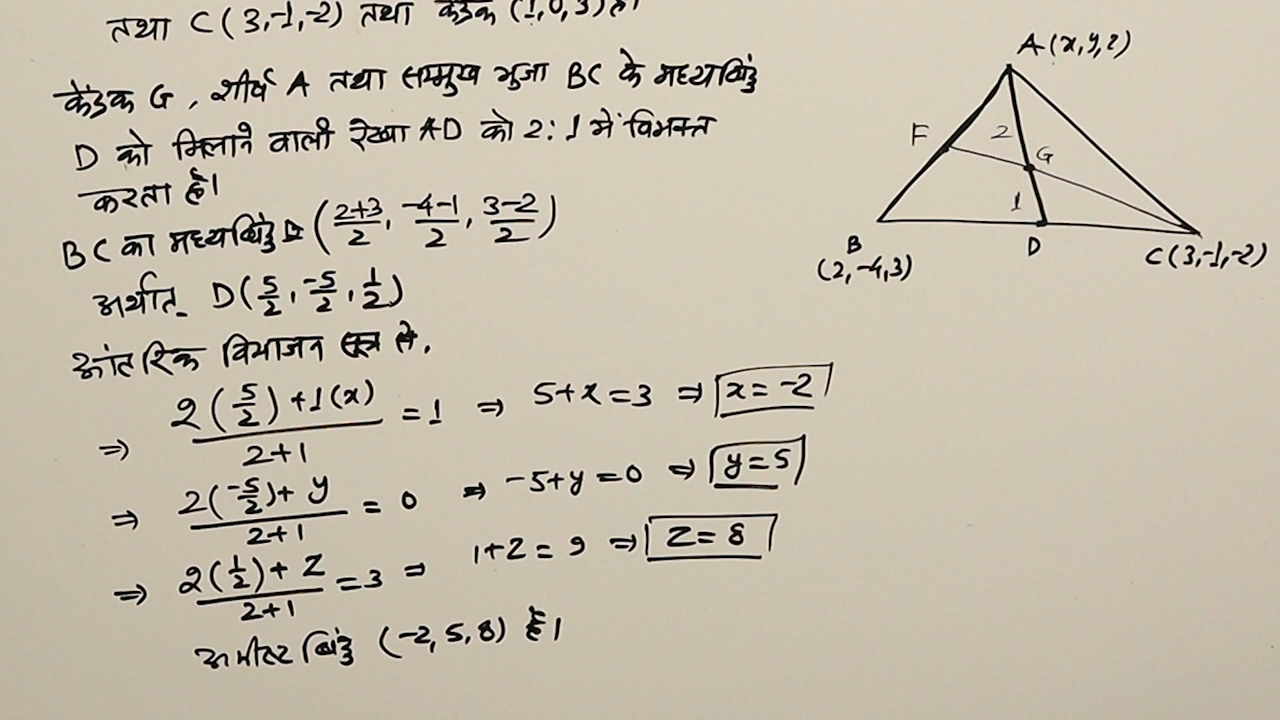 तथा C(3,-1,-2) तथा केंद्रक (1,0,3) है।
केंद्रक G, शीर्ष A तथा सम्मुख भुजा BC के मध्यबिंदु
D को मिलाने वाली रेखा AD को 2:1 में विभक्त
करता है।
BC का मध्यबिंदु D (2+3/2, -4-1/2, 3-2/2)
अर्थात् D(5/2, -5/2, 1/2)
आंतरिक विभाजन सूत्र से,
⇒ 2(5/2)+1(x)/2+1 = 1 ⇒ 5+x=3 ⇒ x=-2
⇒ 2(-5/2)+y/2+1 = 0 ⇒ -5+y=0 ⇒ y=5
⇒ 2(1/2)+z/2+1 = 3 ⇒ 1+z=9 ⇒ z=8
अभीष्ट बिंदु (-2,5,8) है।
A(x,y,z)
F 2 G
1
B D C(3,-1,-2)
(2,-4,3)